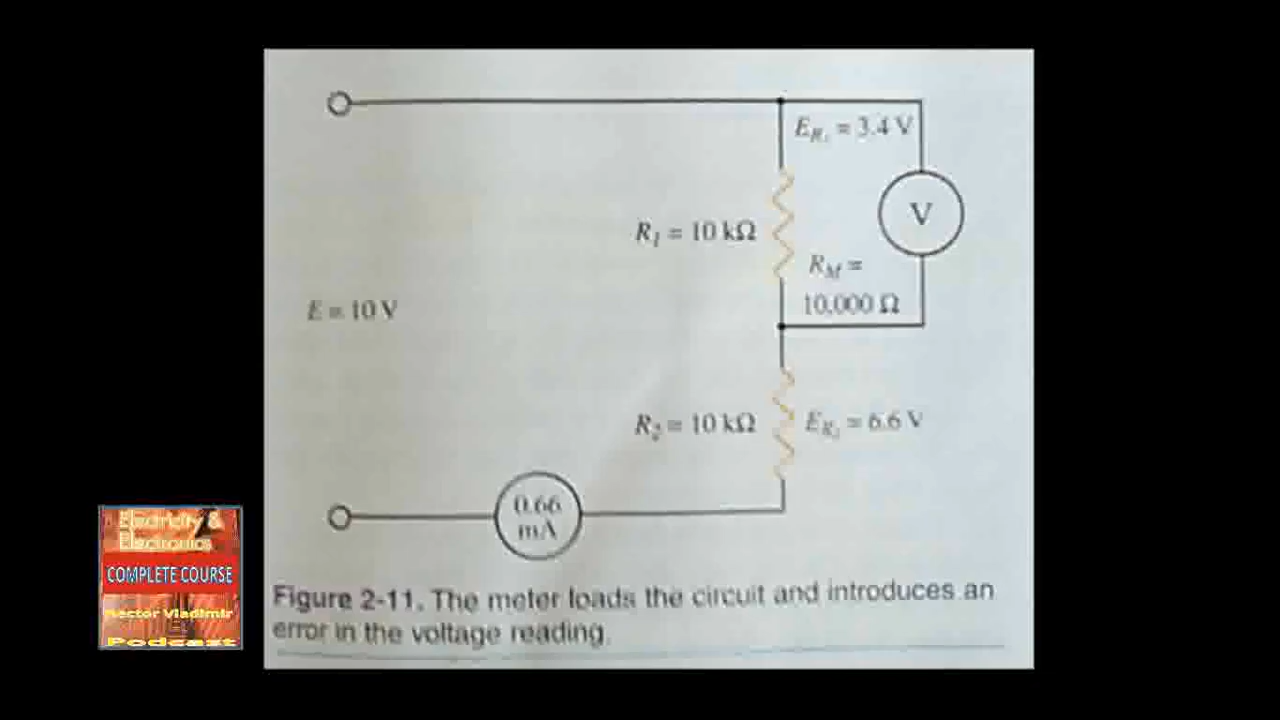 E_R₁ = 3.4 V
V
R₁ = 10 kΩ
R_M =
10,000 Ω
E = 10 V
R₂ = 10 kΩ
E_R₂ = 6.6 V
0.66
mA
Figure 2-11. The meter loads the circuit and introduces an
error in the voltage reading.
Electricity &
Electronics
COMPLETE COURSE
Hector Vladimir
Podcast